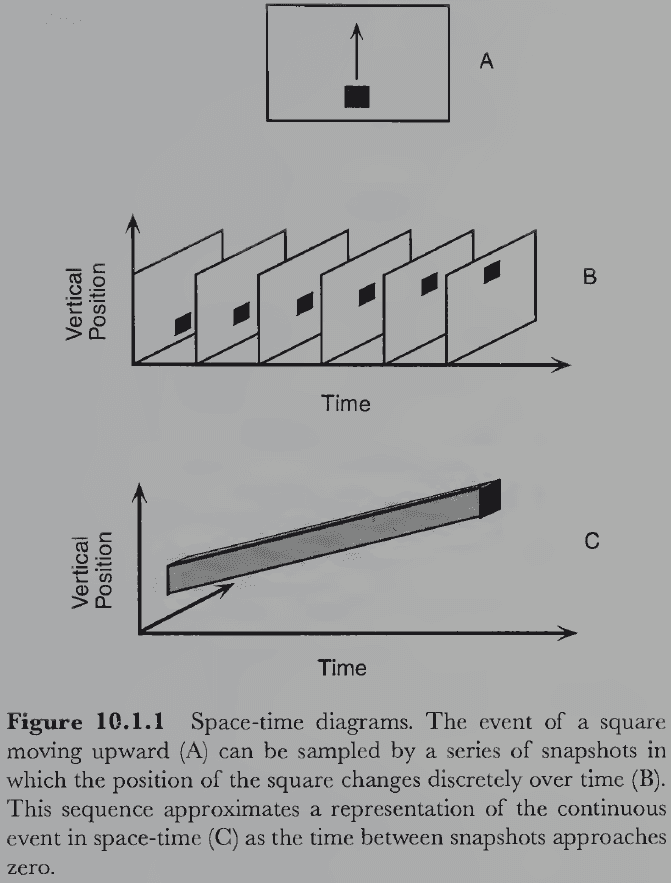 A
Vertical
Position
B
Time
Vertical
Position
C
Time
Figure 10.1.1 Space-time diagrams. The event of a square
moving upward (A) can be sampled by a series of snapshots in
which the position of the square changes discretely over time (B).
This sequence approximates a representation of the continuous
event in space-time (C) as the time between snapshots approaches
zero.